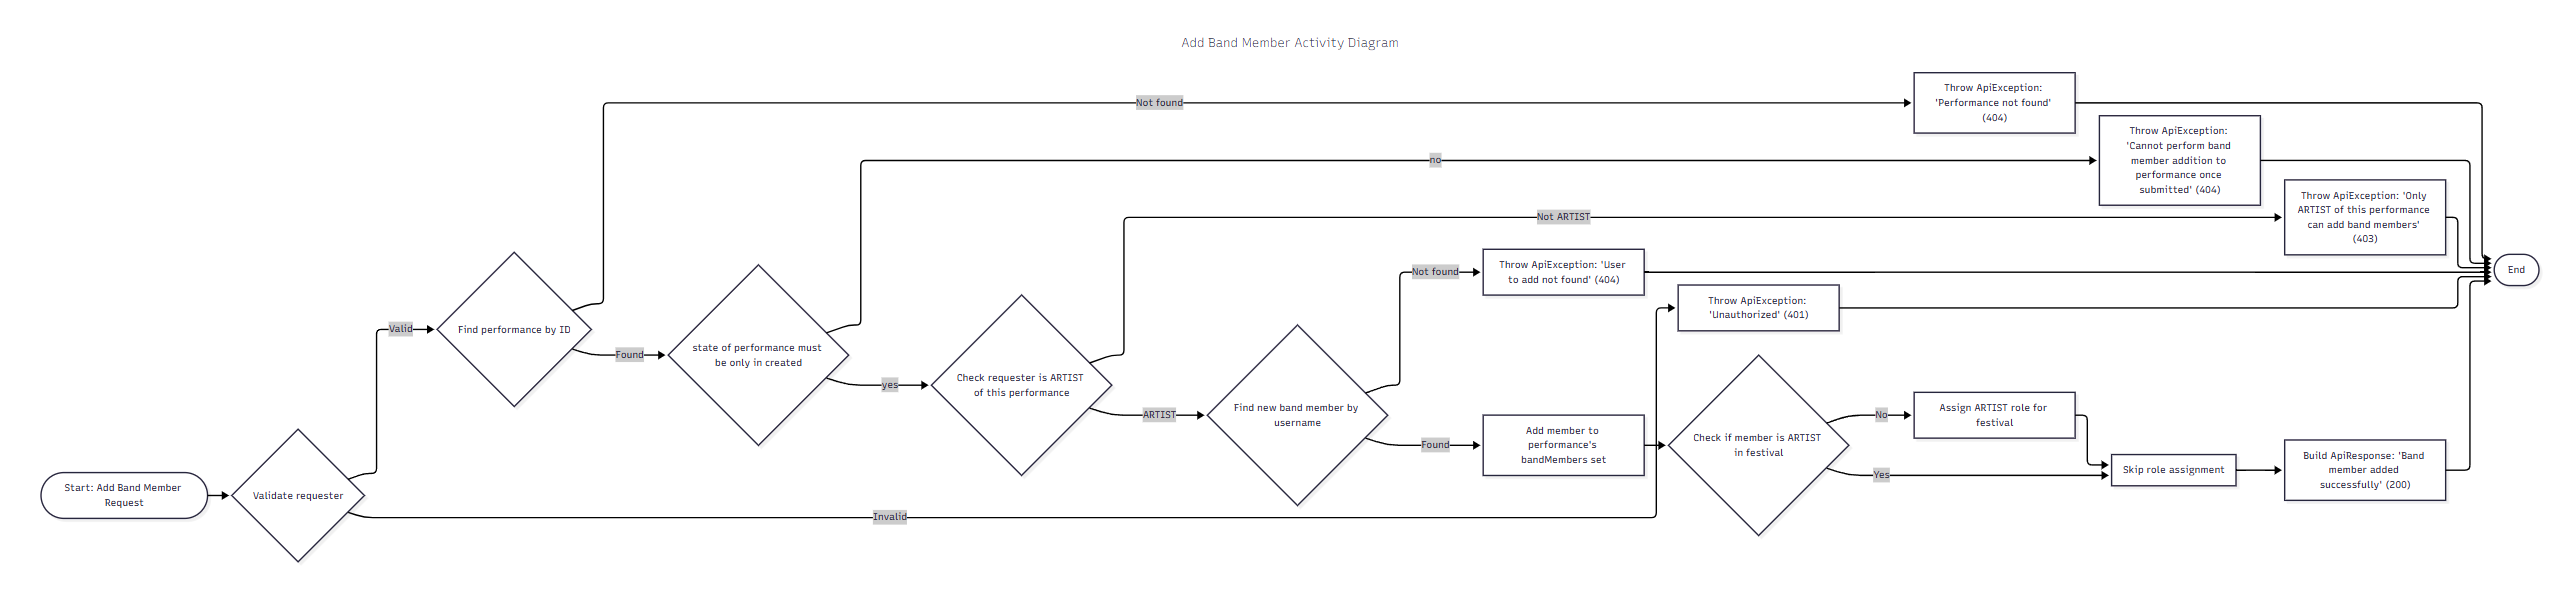 Add Band Member Activity Diagram
Not found
Throw ApiException:
'Performance not found'
(404)
no
Throw ApiException:
'Cannot perform band
member addition to
performance once
submitted' (404)
Not ARTIST
Throw ApiException: 'Only
ARTIST of this performance
can add band members'
(403)
Not found
Throw ApiException: 'User
to add not found' (404)
End
Throw ApiException:
'Unauthorized' (401)
Valid
Find performance by ID
Found
state of performance must
be only in created
yes
Check requester is ARTIST
of this performance
ARTIST
Find new band member by
username
Found
Add member to
performance's
bandMembers set
Check if member is ARTIST
in festival
No
Assign ARTIST role for
festival
Yes
Skip role assignment
Build ApiResponse: 'Band
member added
successfully' (200)
Start: Add Band Member
Request
Validate requester
Invalid